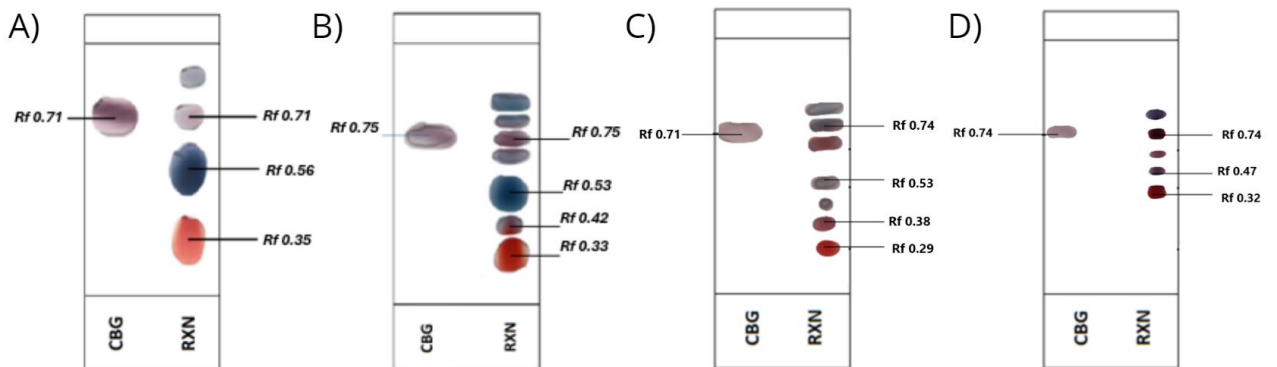 A)
Rf 0.71
Rf 0.71
Rf 0.56
Rf 0.35
CBG
RXN
B)
Rf 0.75
Rf 0.75
Rf 0.53
Rf 0.42
Rf 0.33
CBG
RXN
C)
Rf 0.71
Rf 0.74
Rf 0.53
Rf 0.38
Rf 0.29
CBG
RXN
D)
Rf 0.74
Rf 0.74
Rf 0.47
Rf 0.32
CBG
RXN